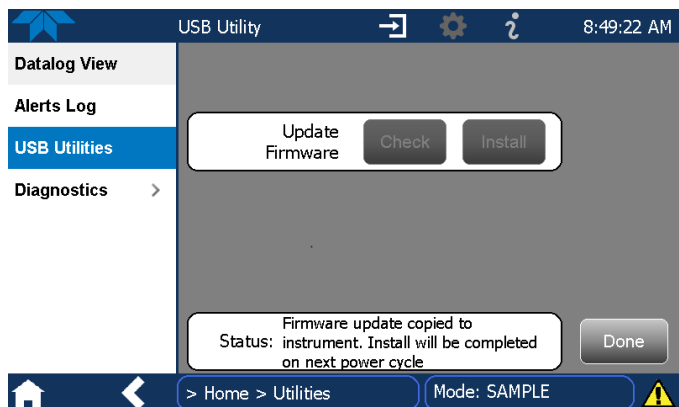 USB Utility
8:49:22 AM
Datalog View
Alerts Log
USB Utilities
Diagnostics >
Update
Firmware
Check
Install
Status:
Firmware update copied to
instrument. Install will be completed
on next power cycle
Done
> Home > Utilities
Mode: SAMPLE